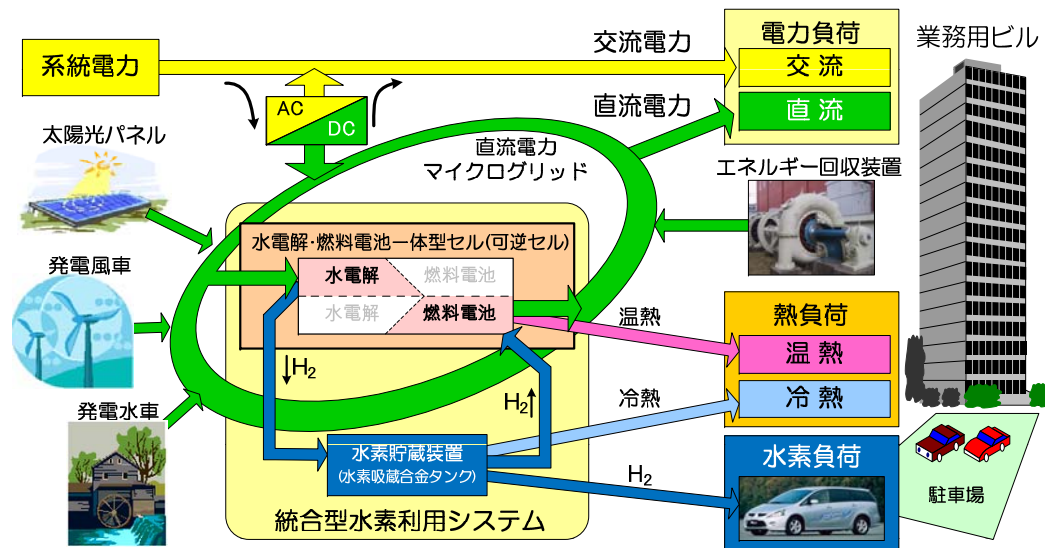 系統電力
交流電力
電力負荷
交 流
直 流
業務用ビル
AC
DC
直流電力
太陽光パネル
直流電力
マイクログリッド
エネルギー回収装置
水電解・燃料電池一体型セル(可逆セル)
水電解
燃料電池
水電解
燃料電池
発電風車
温熱
熱負荷
温 熱
冷 熱
↓H₂
H₂↑
冷熱
発電水車
水素貯蔵装置
(水素吸蔵合金タンク)
H₂
水素負荷
駐車場
統合型水素利用システム